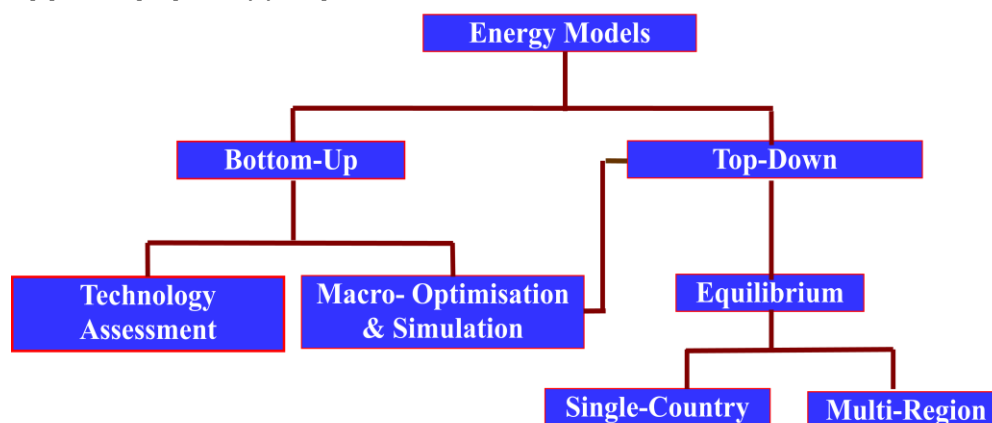 Energy Models
Bottom-Up
Top-Down
Technology
Assessment
Macro- Optimisation
& Simulation
Equilibrium
Single-Country
Multi-Region